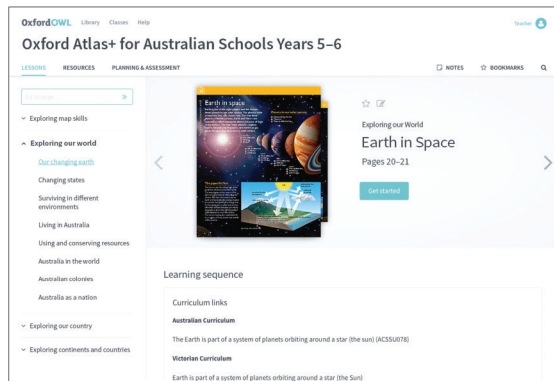 OxfordOWL Library Classes Help
Teacher
Oxford Atlas+ for Australian Schools Years 5–6
LESSONS RESOURCES PLANNING & ASSESSMENT
NOTES BOOKMARKS
Exploring map skills
Exploring our world
Our changing earth
Changing states
Surviving in different
environments
Living in Australia
Using and conserving resources
Australia in the world
Australian colonies
Australia as a nation
Exploring our country
Exploring continents and countries
Earth in space
Exploring our World
Earth in Space
Pages 20–21
Get started
Learning sequence
Curriculum links
Australian Curriculum
The Earth is part of a system of planets orbiting around a star (the sun) (ACSSU078)
Victorian Curriculum
Earth is part of a system of planets orbiting around a star (the Sun)